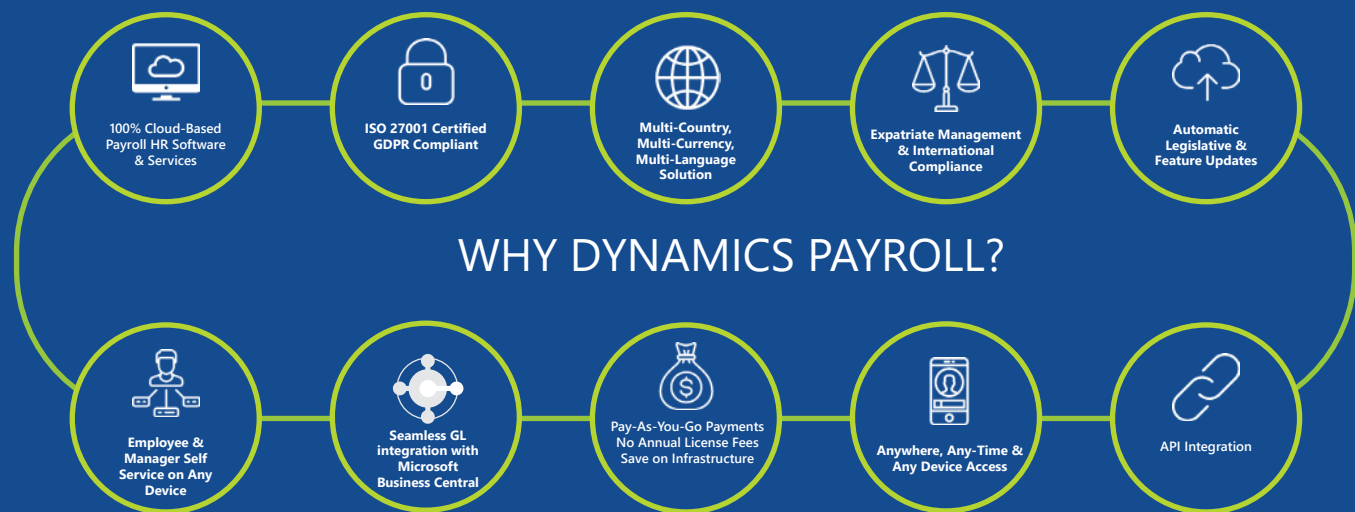 100% Cloud-Based
Payroll HR Software
& Services
ISO 27001 Certified
GDPR Compliant
Multi-Country,
Multi-Currency,
Multi-Language
Solution
Expatriate Management
& International
Compliance
Automatic
Legislative &
Feature Updates
WHY DYNAMICS PAYROLL?
Employee &
Manager Self
Service on Any
Device
Seamless GL
integration with
Microsoft
Business Central
$
Pay-As-You-Go Payments
No Annual License Fees
Save on Infrastructure
Anywhere, Any-Time &
Any Device Access
API Integration